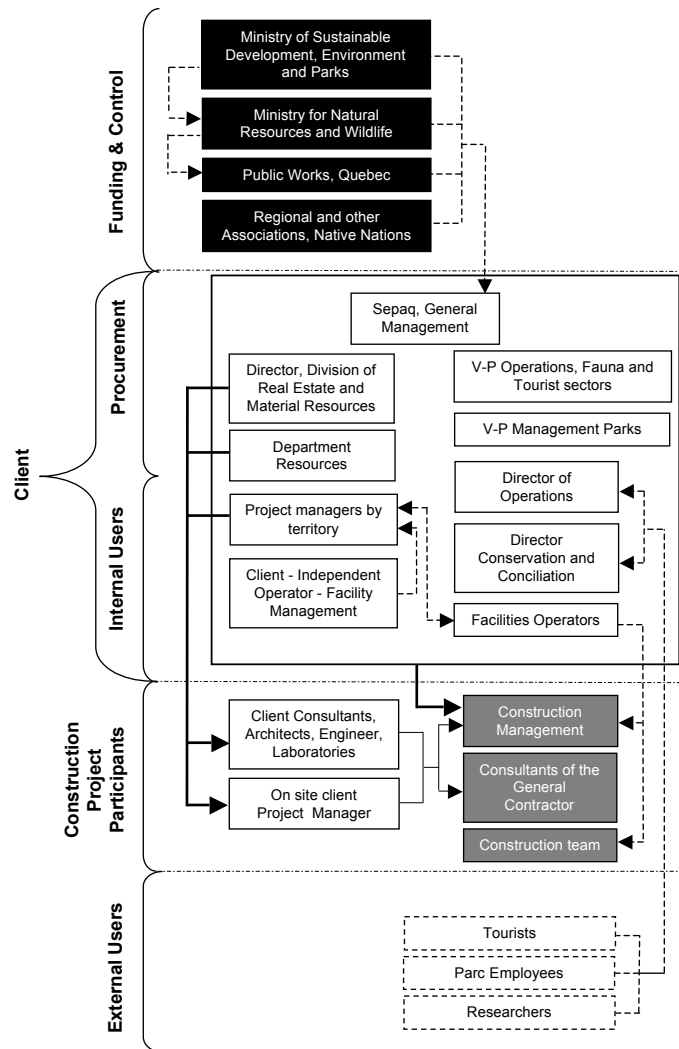 Funding & Control
Ministry of Sustainable
Development, Environment
and Parks
Ministry for Natural
Resources and Wildlife
Public Works, Quebec
Regional and other
Associations, Native Nations
Client
Procurement
Sepaq, General
Management
Director, Division of
Real Estate and
Material Resources
V-P Operations, Fauna and
Tourist sectors
V-P Management Parks
Department
Resources
Internal Users
Director of
Operations
Project managers by
territory
Director
Conservation and
Conciliation
Client - Independent
Operator - Facility
Management
Facilities Operators
Construction
Project
Participants
Client Consultants,
Architects, Engineer,
Laboratories
Construction
Management
On site client
Project Manager
Consultants of the
General
Contractor
Construction team
External Users
Tourists
Parc Employees
Researchers